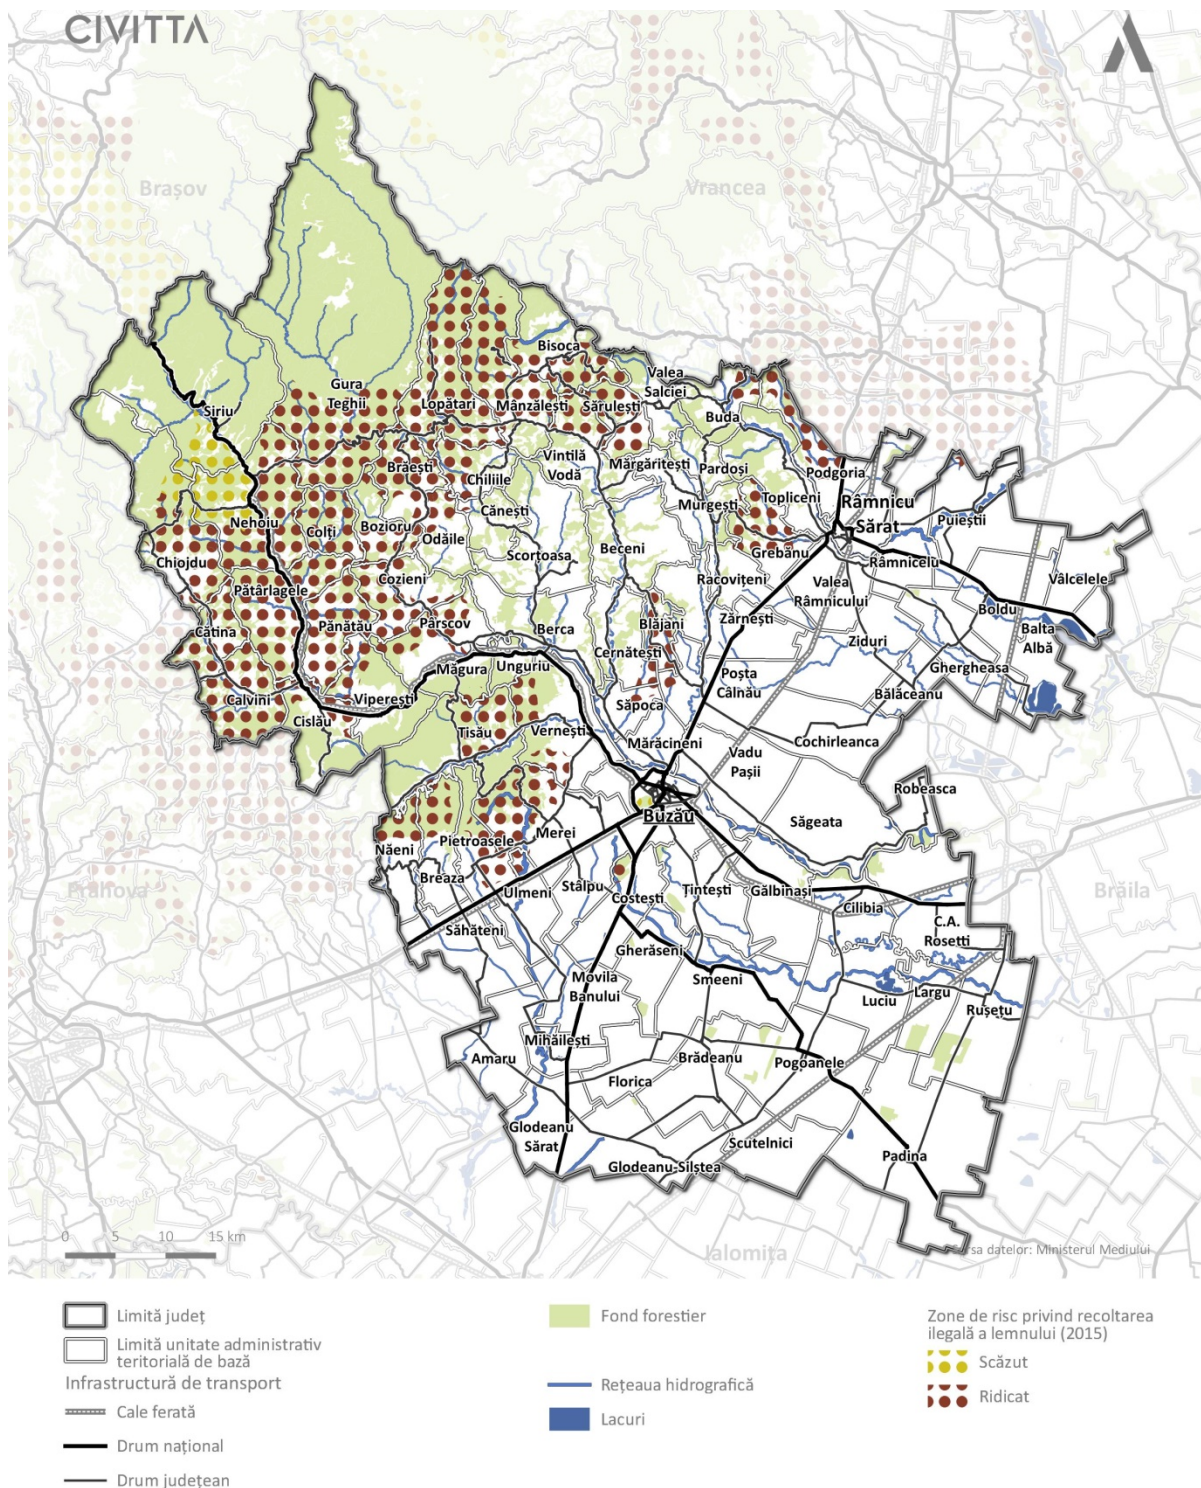 CIVITTA
Brașov
Vrancea
Bisoca
Valea
Salciei
Gura
Teghii
Lopătari
Mânzălești
Sărulești
Siriu
Buda
Vintilă
Vodă
Brăești
Chiliile
Mărgăritești
Pardoși
Podgoria
Topliceni
Râmnicu
Sărat
Cănești
Murgești
Nehoiu
Colți
Bozioru
Odăile
Puieștii
Scorțoasa
Beceni
Grebănu
Râmnicelu
Chiojdu
Cozieni
Racovițeni
Valea
Râmnicului
Vâlcelele
Pătârlagele
Boldu
Cătina
Pănătău
Pârscov
Berca
Blăjani
Zărnești
Balta
Albă
Ziduri
Cernătești
Măgura
Unguriu
Poșta
Câlnău
Ghergheasa
Calvini
Viperești
Bălăceanu
Cislău
Săpoca
Tisău
Vernești
Mărăcineni
Cochirleanca
Vadu
Pașii
Robeasca
Buzău
Săgeata
Merei
Pietroasele
Năeni
Prahova
Breaza
Ulmeni
Stâlpu
Costești
Țintești
Gălbinași
Brăila
Cilibia
C.A.
Rosetti
Săhăteni
Gherăseni
Movila
Banului
Smeeni
Luciu
Largu
Rușețu
Mihăilești
Amaru
Brădeanu
Pogoanele
Florica
Glodeanu
Sărat
Scutelnici
Padina
Glodeanu-Siliștea
0 5 10 15 km
Ialomița
rsa datelor: Ministerul Mediului
Limită județ
Limită unitate administrativ
teritorială de bază
Infrastructură de transport
Cale ferată
Drum național
Drum județean
Fond forestier
Rețeaua hidrografică
Lacuri
Zone de risc privind recoltarea
ilegală a lemnului (2015)
Scăzut
Ridicat